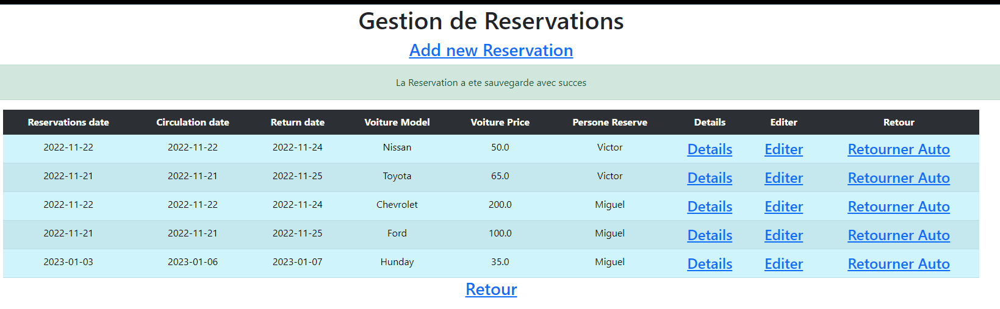 Gestion de Reservations
Add new Reservation
La Reservation a ete sauvegarde avec succes
Reservations date Circulation date Return date Voiture Model Voiture Price Persone Reserve Details Editer Retour
2022-11-22 2022-11-22 2022-11-24 Nissan 50.0 Victor Details Editer Retourner Auto
2022-11-21 2022-11-21 2022-11-25 Toyota 65.0 Victor Details Editer Retourner Auto
2022-11-22 2022-11-22 2022-11-24 Chevrolet 200.0 Miguel Details Editer Retourner Auto
2022-11-21 2022-11-21 2022-11-25 Ford 100.0 Miguel Details Editer Retourner Auto
2023-01-03 2023-01-06 2023-01-07 Hunday 35.0 Miguel Details Editer Retourner Auto
Retour